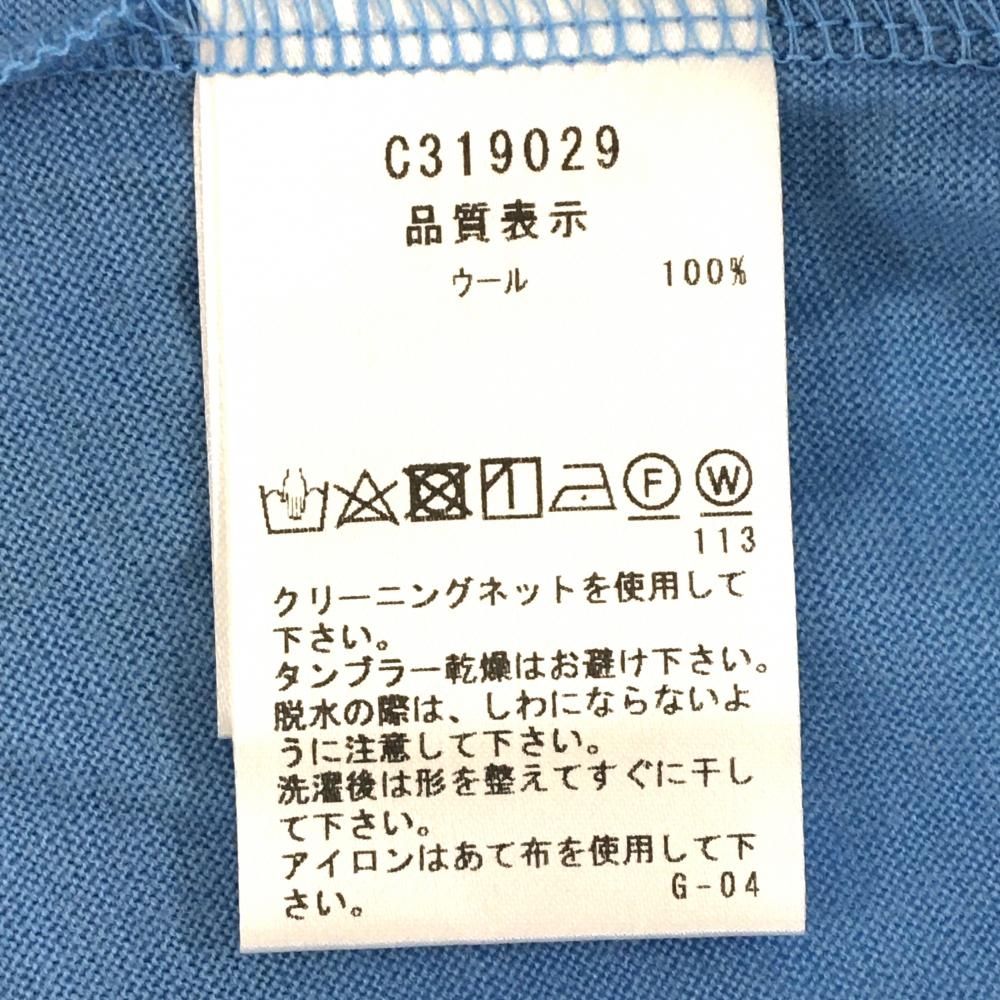 C319029
品質表示
ウール 100%
F W
113
クリーニングネットを使用して
下さい。
タンブラー乾燥はお避け下さい。
脱水の際は、しわにならないよ
うに注意して下さい。
洗濯後は形を整えてすぐに干し
て下さい。
アイロンはあて布を使用して下
さい。
G-04